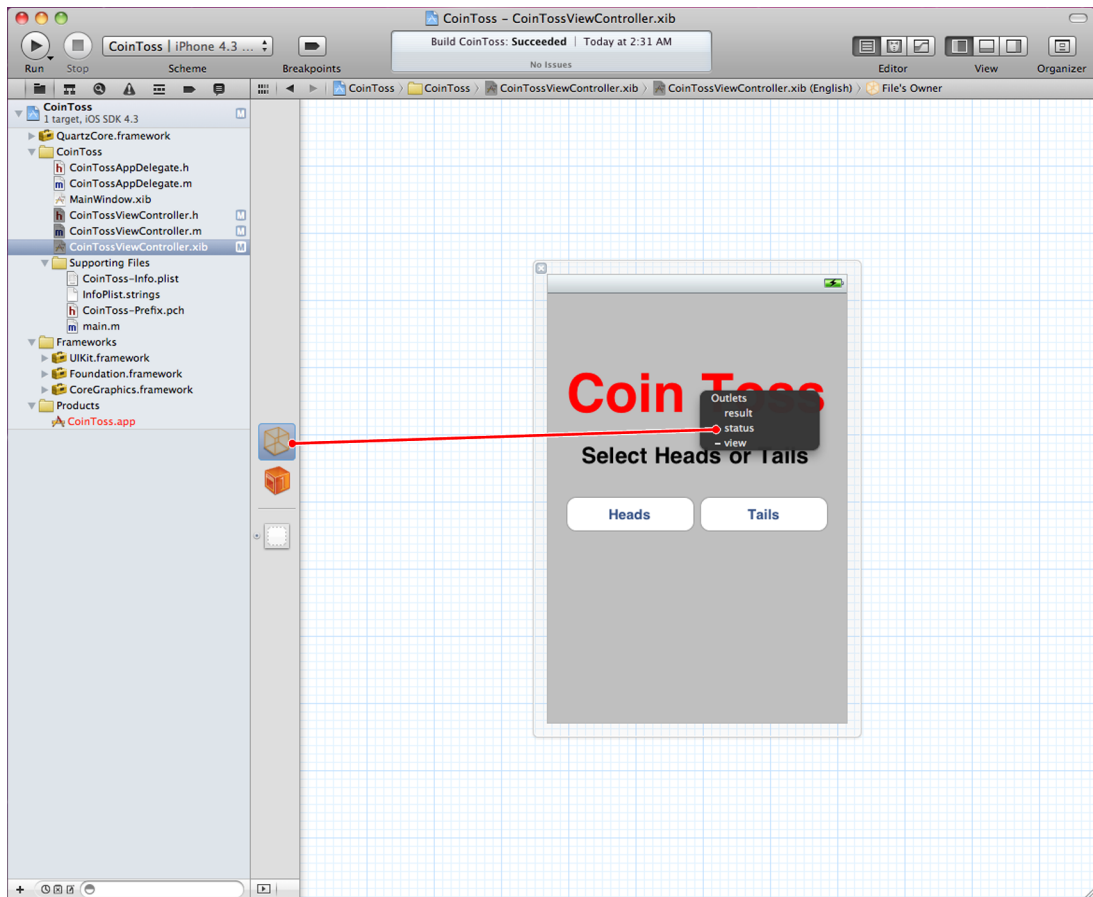 CoinToss – CoinTossViewController.xib
CoinToss | iPhone 4.3 ...
Build CoinToss: Succeeded | Today at 2:31 AM
No Issues
Run Stop Scheme Breakpoints Editor View Organizer
CoinToss CoinToss CoinTossViewController.xib CoinTossViewController.xib (English) File's Owner
CoinToss M
1 target, iOS SDK 4.3
QuartzCore.framework
CoinToss
h CoinTossAppDelegate.h
m CoinTossAppDelegate.m
MainWindow.xib
h CoinTossViewController.h M
m CoinTossViewController.m M
CoinTossViewController.xib M
Supporting Files
CoinToss-Info.plist
InfoPlist.strings
h CoinToss-Prefix.pch
m main.m
Frameworks
UIKit.framework
Foundation.framework
CoreGraphics.framework
Products
CoinToss.app
Coin Toss
Outlets
result
status
– view
Select Heads or Tails
Heads Tails